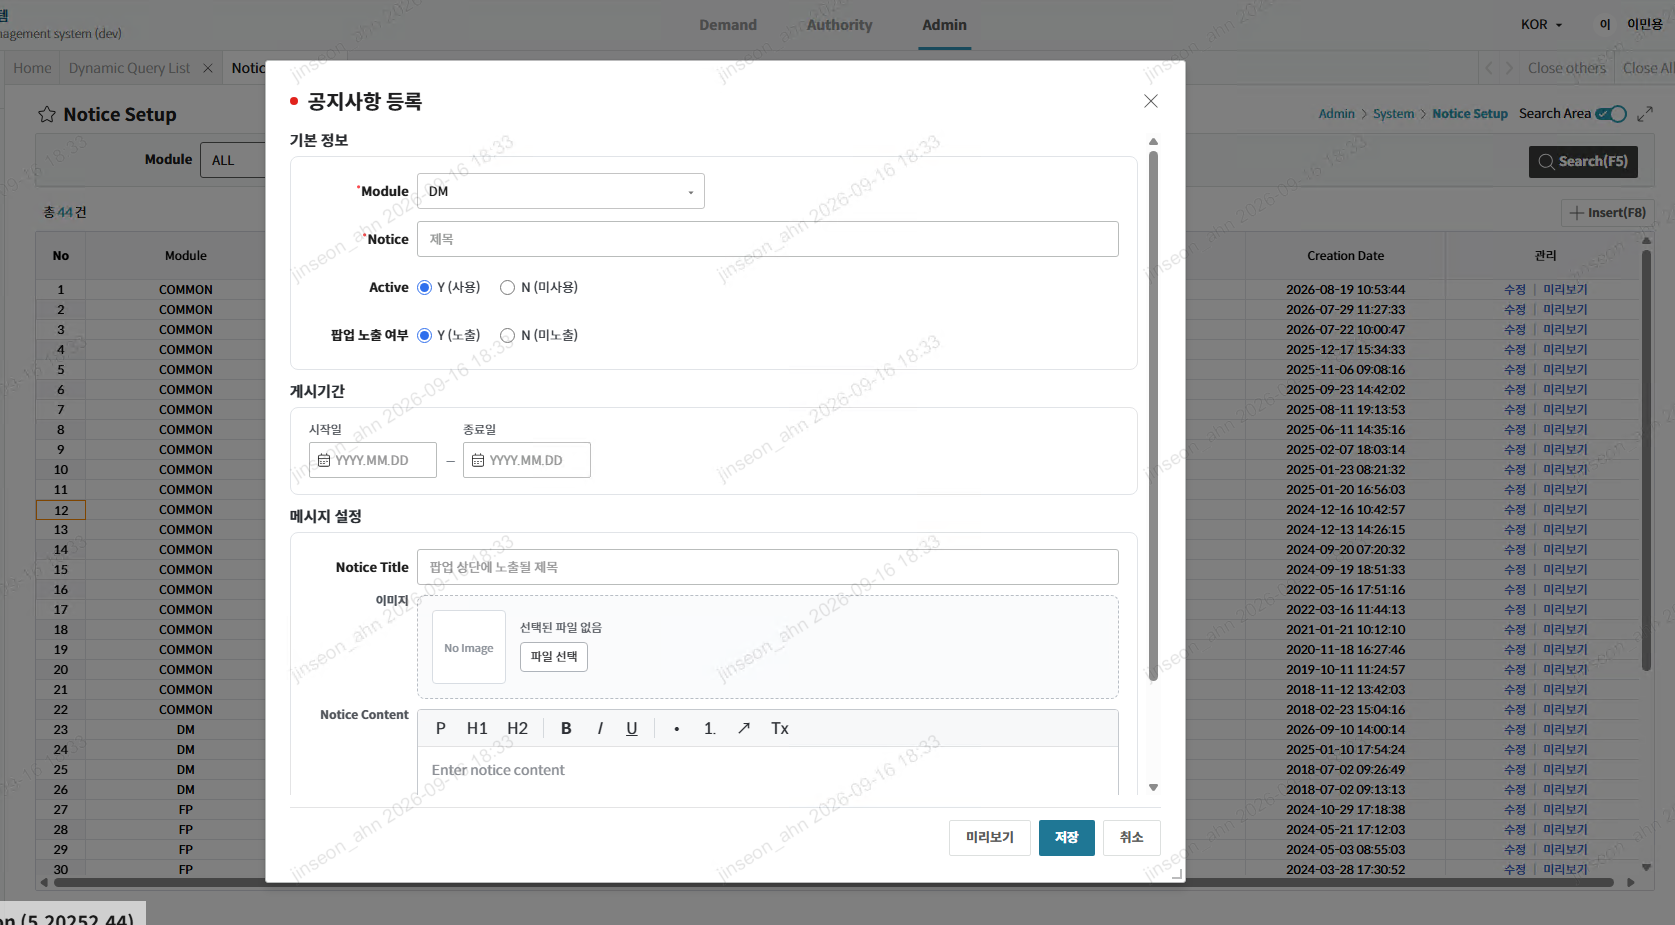 템
nagement system (dev)
Demand
Authority
Admin
KOR
이
이민용
Home
Dynamic Query List
Notic
Close others
Close All
Notice Setup
Admin > System > Notice Setup
Search Area
Module
ALL
Search(F5)
총 44 건
Insert(F8)
No
Module
Creation Date
관리
1 COMMON 2026-08-19 10:53:44 수정 | 미리보기
2 COMMON 2026-07-29 11:27:33 수정 | 미리보기
3 COMMON 2026-07-22 10:00:47 수정 | 미리보기
4 COMMON 2025-12-17 15:34:33 수정 | 미리보기
5 COMMON 2025-11-06 09:08:16 수정 | 미리보기
6 COMMON 2025-09-23 14:42:02 수정 | 미리보기
7 COMMON 2025-08-11 19:13:53 수정 | 미리보기
8 COMMON 2025-06-11 14:35:16 수정 | 미리보기
9 COMMON 2025-02-07 18:03:14 수정 | 미리보기
10 COMMON 2025-01-23 08:21:32 수정 | 미리보기
11 COMMON 2025-01-20 16:56:03 수정 | 미리보기
12 COMMON 2024-12-16 10:42:57 수정 | 미리보기
13 COMMON 2024-12-13 14:26:15 수정 | 미리보기
14 COMMON 2024-09-20 07:20:32 수정 | 미리보기
15 COMMON 2024-09-19 18:51:33 수정 | 미리보기
16 COMMON 2022-05-16 17:51:16 수정 | 미리보기
17 COMMON 2022-03-16 11:44:13 수정 | 미리보기
18 COMMON 2021-01-21 10:12:10 수정 | 미리보기
19 COMMON 2020-11-18 16:27:46 수정 | 미리보기
20 COMMON 2019-10-11 11:24:57 수정 | 미리보기
21 COMMON 2018-11-12 13:42:03 수정 | 미리보기
22 COMMON 2018-02-23 15:04:16 수정 | 미리보기
23 DM 2026-09-10 14:00:14 수정 | 미리보기
24 DM 2025-01-10 17:54:24 수정 | 미리보기
25 DM 2018-07-02 09:26:49 수정 | 미리보기
26 DM 2018-07-02 09:13:13 수정 | 미리보기
27 FP 2024-10-29 17:18:38 수정 | 미리보기
28 FP 2024-05-21 17:12:03 수정 | 미리보기
29 FP 2024-05-03 08:55:03 수정 | 미리보기
30 FP 2024-03-28 17:30:52 수정 | 미리보기
공지사항 등록
기본 정보
*Module
DM
*Notice
제목
Active
Y (사용)
N (미사용)
팝업 노출 여부
Y (노출)
N (미노출)
게시기간
시작일
종료일
YYYY.MM.DD
–
YYYY.MM.DD
메시지 설정
Notice Title
팝업 상단에 노출될 제목
이미지
No Image
선택된 파일 없음
파일 선택
Notice Content
P H1 H2 B I U • 1. ↗ Tx
Enter notice content
미리보기
저장
취소
on (5.20252.44)
jinseon_ahn 2026-09-16 18:33